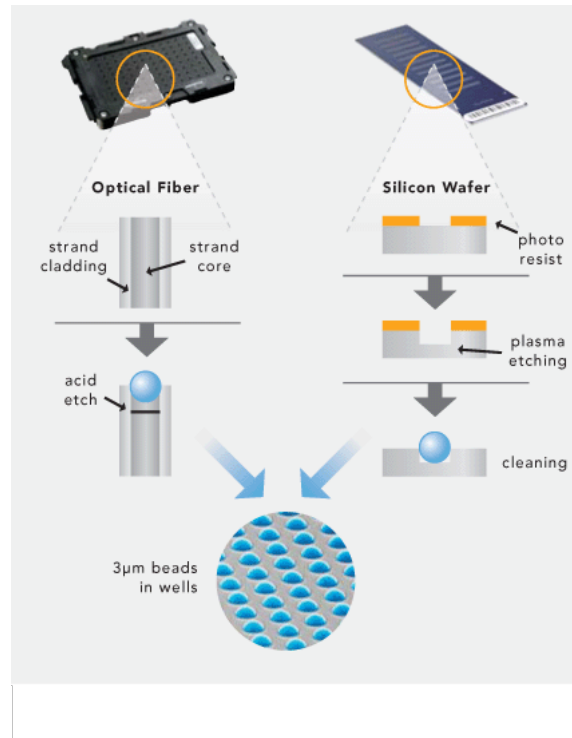 Optical Fiber
strand
cladding
strand
core
acid
etch
Silicon Wafer
photo
resist
plasma
etching
cleaning
3μm beads
in wells